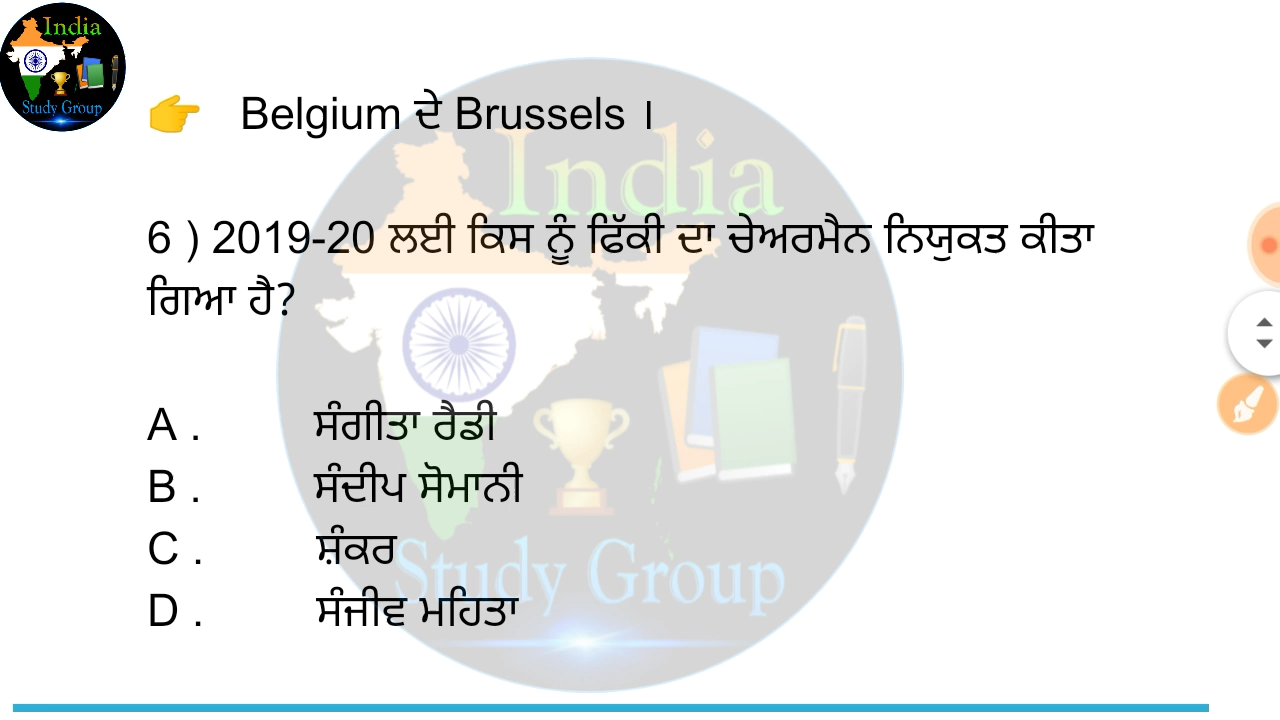 India
Study Group
👉 Belgium ਦੇ Brussels ।
6 ) 2019-20 ਲਈ ਕਿਸ ਨੂੰ ਫਿੱਕੀ ਦਾ ਚੇਅਰਮੈਨ ਨਿਯੁਕਤ ਕੀਤਾ
ਗਿਆ ਹੈ?
A . ਸੰਗੀਤਾ ਰੈਡੀ
B . ਸੰਦੀਪ ਸੋਮਾਨੀ
C . ਸ਼ੰਕਰ
D . ਸੰਜੀਵ ਮਹਿਤਾ
India
Study Group